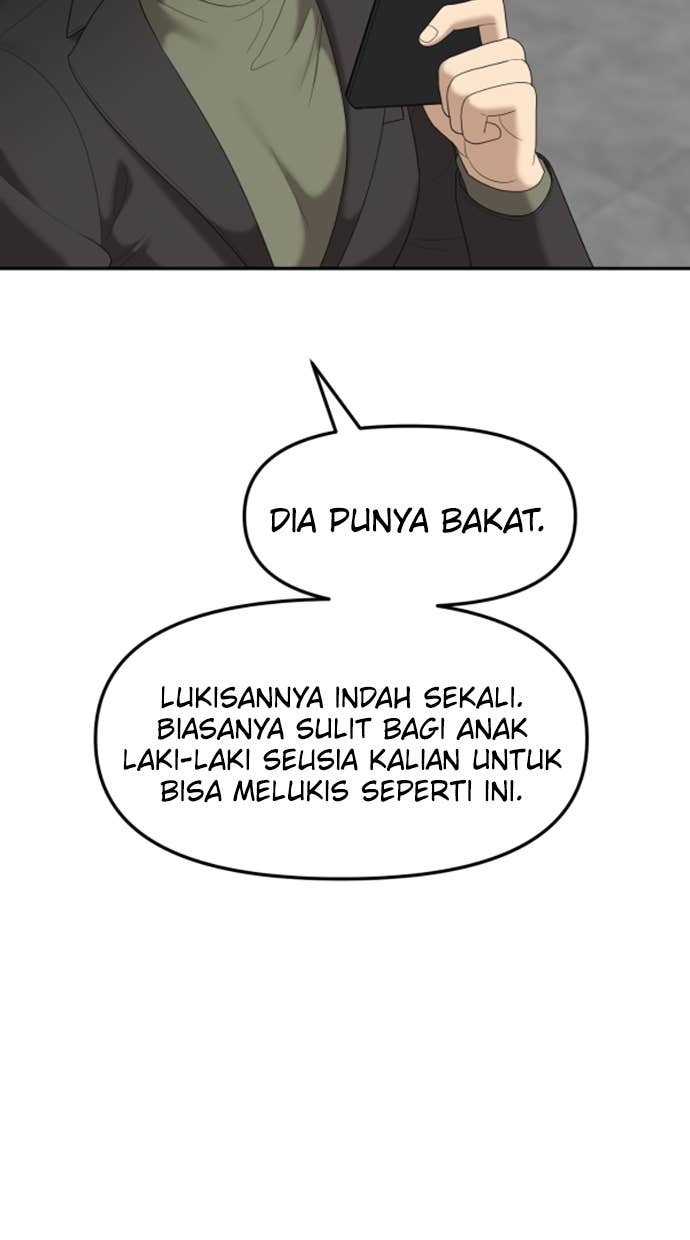 DIA PUNYA BAKAT.
LUKISANNYA INDAH SEKALI.
BIASANYA SULIT BAGI ANAK
LAKI-LAKI SEUSIA KALIAN UNTUK
BISA MELUKIS SEPERTI INI.